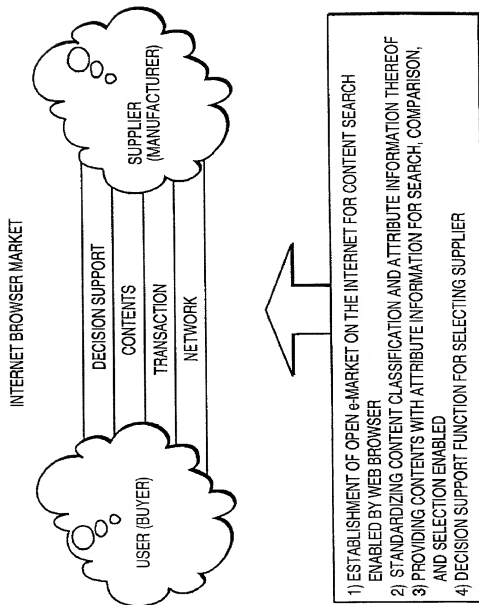 INTERNET BROWSER MARKET
USER (BUYER)
DECISION SUPPORT
CONTENTS
TRANSACTION
NETWORK
SUPPLIER
(MANUFACTURER)
1) ESTABLISHMENT OF OPEN e-MARKET ON THE INTERNET FOR CONTENT SEARCH
ENABLED BY WEB BROWSER
2) STANDARDIZING CONTENT CLASSIFICATION AND ATTRIBUTE INFORMATION THEREOF
3) PROVIDING CONTENTS WITH ATTRIBUTE INFORMATION FOR SEARCH, COMPARISON,
AND SELECTION ENABLED
4) DECISION SUPPORT FUNCTION FOR SELECTING SUPPLIER